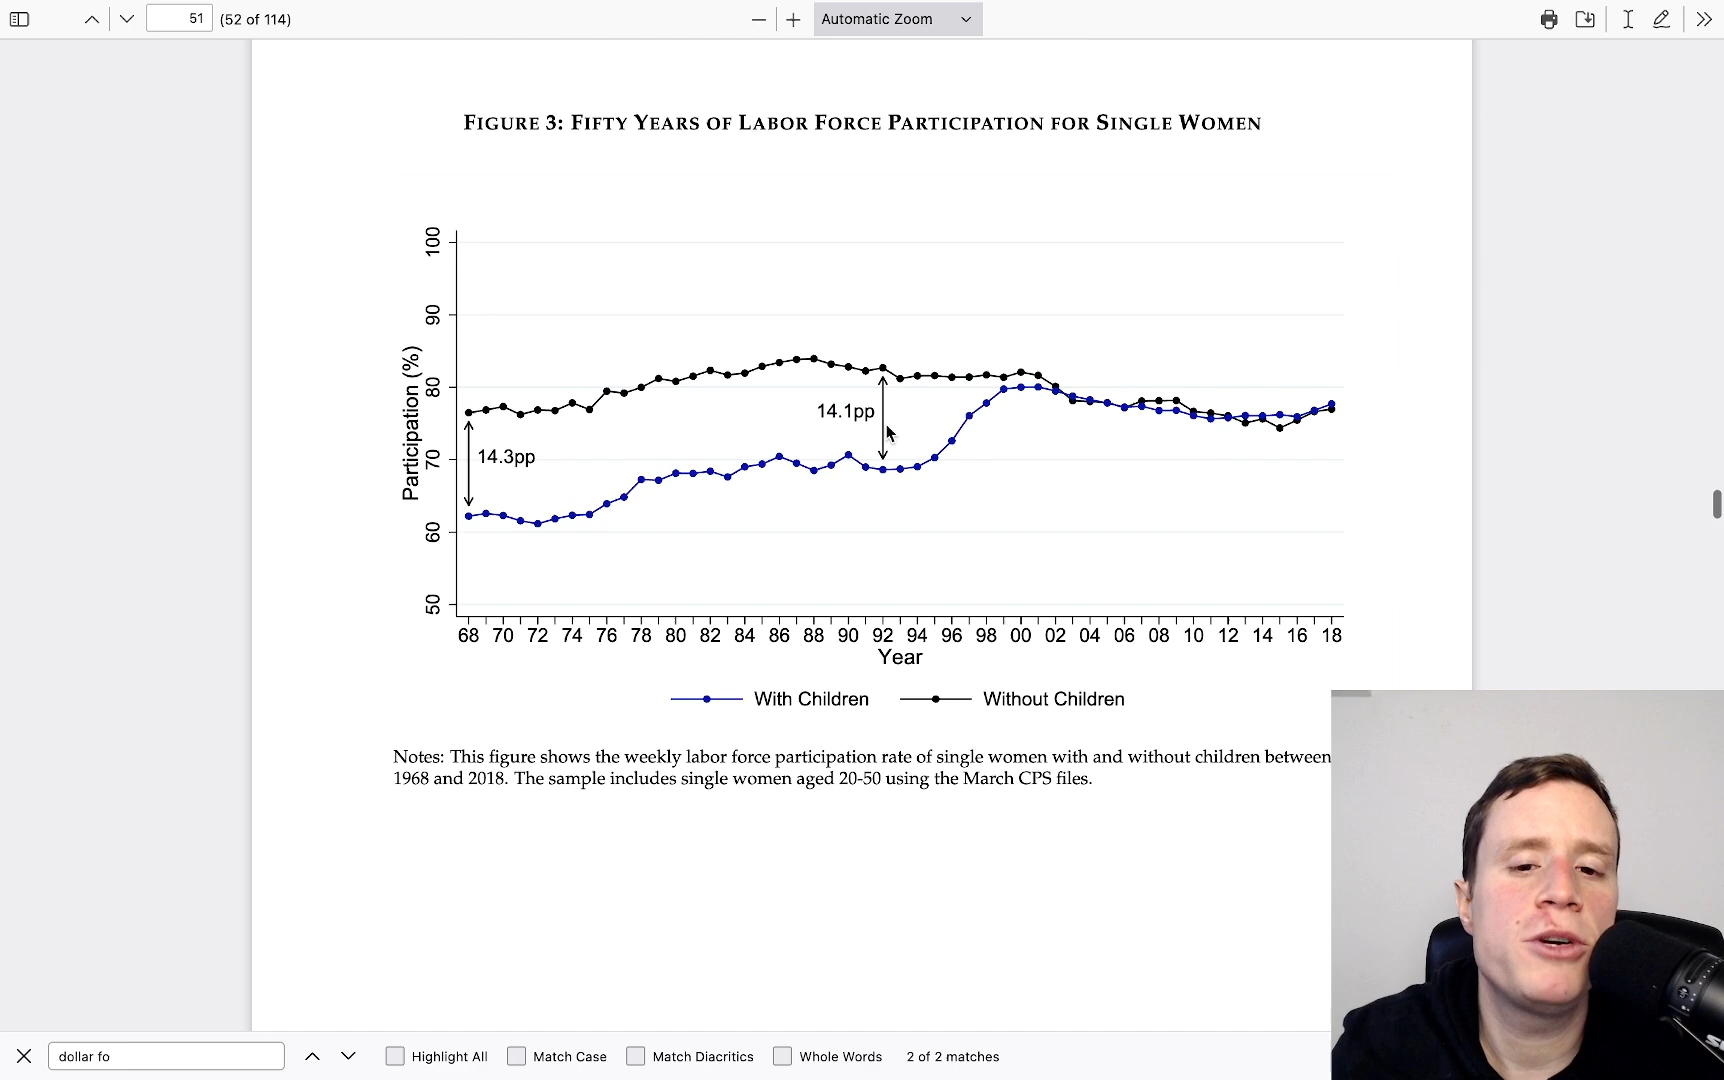 51 (52 of 114) Automatic Zoom
FIGURE 3: FIFTY YEARS OF LABOR FORCE PARTICIPATION FOR SINGLE WOMEN
100
90
80
70
60
50
Participation (%)
14.3pp
14.1pp
68 70 72 74 76 78 80 82 84 86 88 90 92 94 96 98 00 02 04 06 08 10 12 14 16 18
Year
With Children Without Children
Notes: This figure shows the weekly labor force participation rate of single women with and without children between
1968 and 2018. The sample includes single women aged 20-50 using the March CPS files.
dollar fo Highlight All Match Case Match Diacritics Whole Words 2 of 2 matches